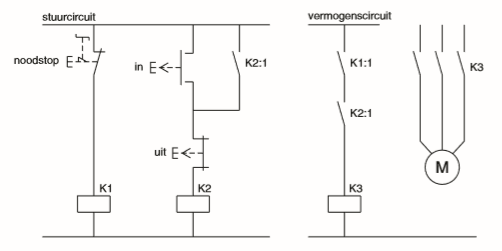 stuurcircuit
vermogenscircuit
noodstop
in
K2:1
K1:1
K3
K2:1
uit
M
K1
K2
K3